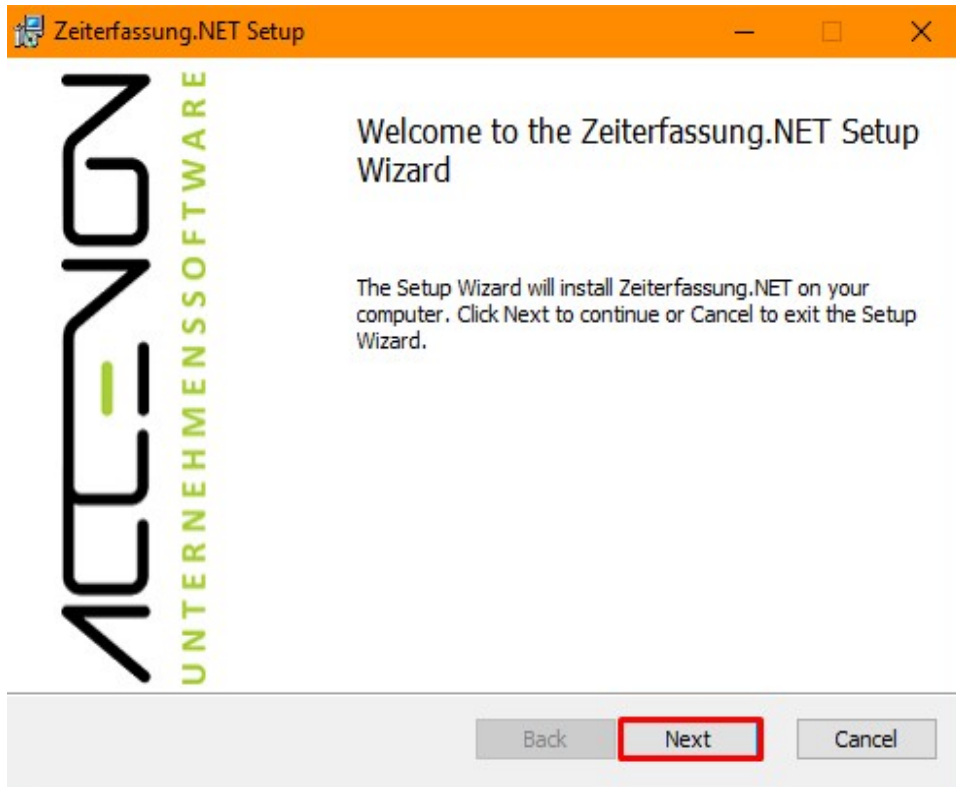 Zeiterfassung.NET Setup
ACCENON
UNTERNEHMENSSOFTWARE
Welcome to the Zeiterfassung.NET Setup
Wizard
The Setup Wizard will install Zeiterfassung.NET on your
computer. Click Next to continue or Cancel to exit the Setup
Wizard.
Back
Next
Cancel